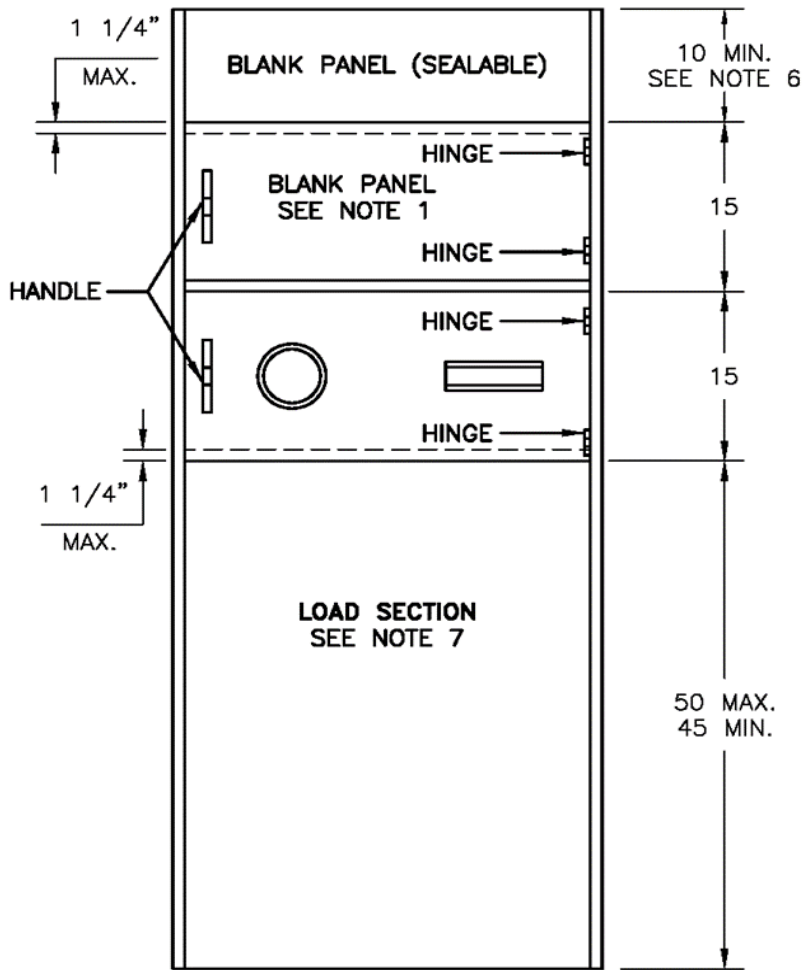 1 1/4"
MAX.
BLANK PANEL (SEALABLE)
10 MIN.
SEE NOTE 6
HINGE
BLANK PANEL
SEE NOTE 1
15
HINGE
HANDLE
HINGE
15
HINGE
1 1/4"
MAX.
LOAD SECTION
SEE NOTE 7
50 MAX.
45 MIN.